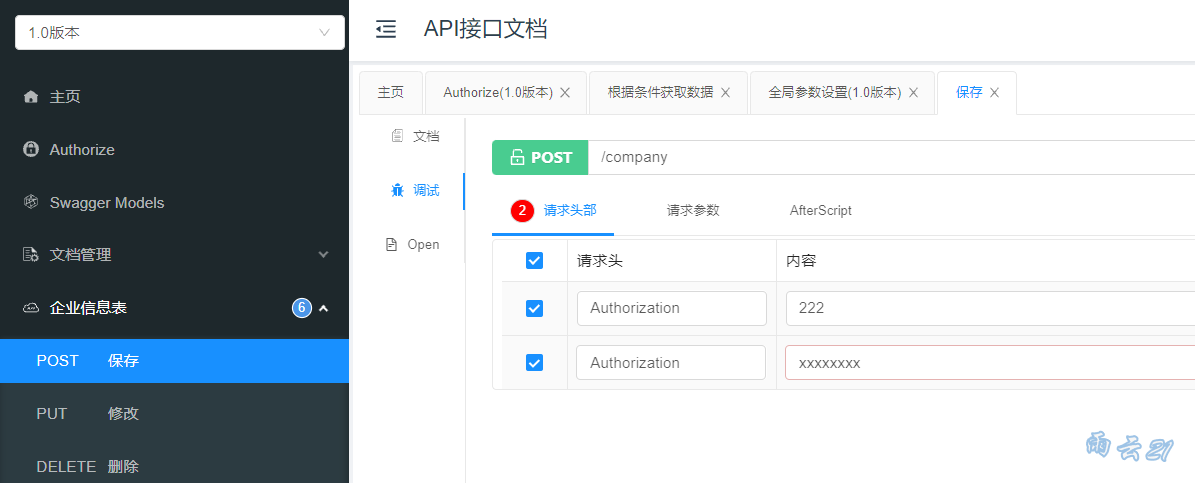 1.0版本
API接口文档
主页
Authorize(1.0版本)
根据条件获取数据
全局参数设置(1.0版本)
保存
主页
Authorize
Swagger Models
文档管理
企业信息表 6
POST 保存
PUT 修改
DELETE 删除
文档
调试
Open
POST /company
2 请求头部
请求参数
AfterScript
请求头 内容
Authorization 222
Authorization xxxxxxxx
雨云21